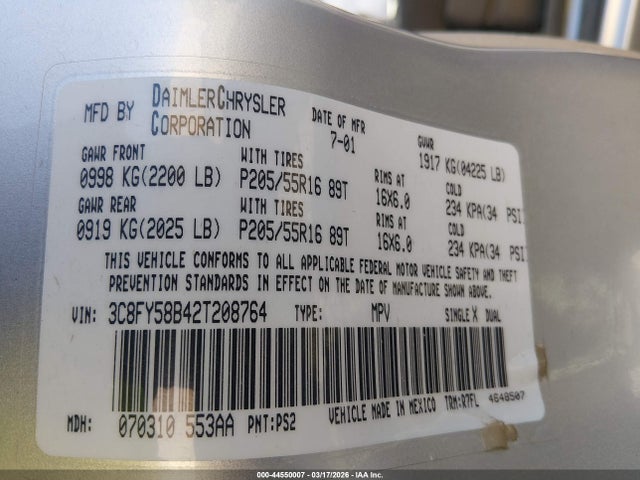 MFD BY DAIMLERCHRYSLER CORPORATION
DATE OF MFR 7-01
GVWR 1917 KG(04225 LB)
GAWR FRONT WITH TIRES RIMS AT COLD
0998 KG(2200 LB) P205/55R16 89T 16X6.0 234 KPA(34 PSI
GAWR REAR WITH TIRES RIMS AT COLD
0919 KG(2025 LB) P205/55R16 89T 16X6.0 234 KPA(34 PSI
THIS VEHICLE CONFORMS TO ALL APPLICABLE FEDERAL MOTOR VEHICLE SAFETY AND THEFT
PREVENTION STANDARDS IN EFFECT ON THE DATE OF MANUFACTURE SHOWN ABOVE.
VIN: 3C8FY58B42T208764 TYPE: MPV SINGLE X DUAL
MDH: 070310 553AA PNT:PS2 VEHICLE MADE IN MEXICO TRM:R7FL 4648507
000-44550007 - 03/17/2026 - IAA Inc.